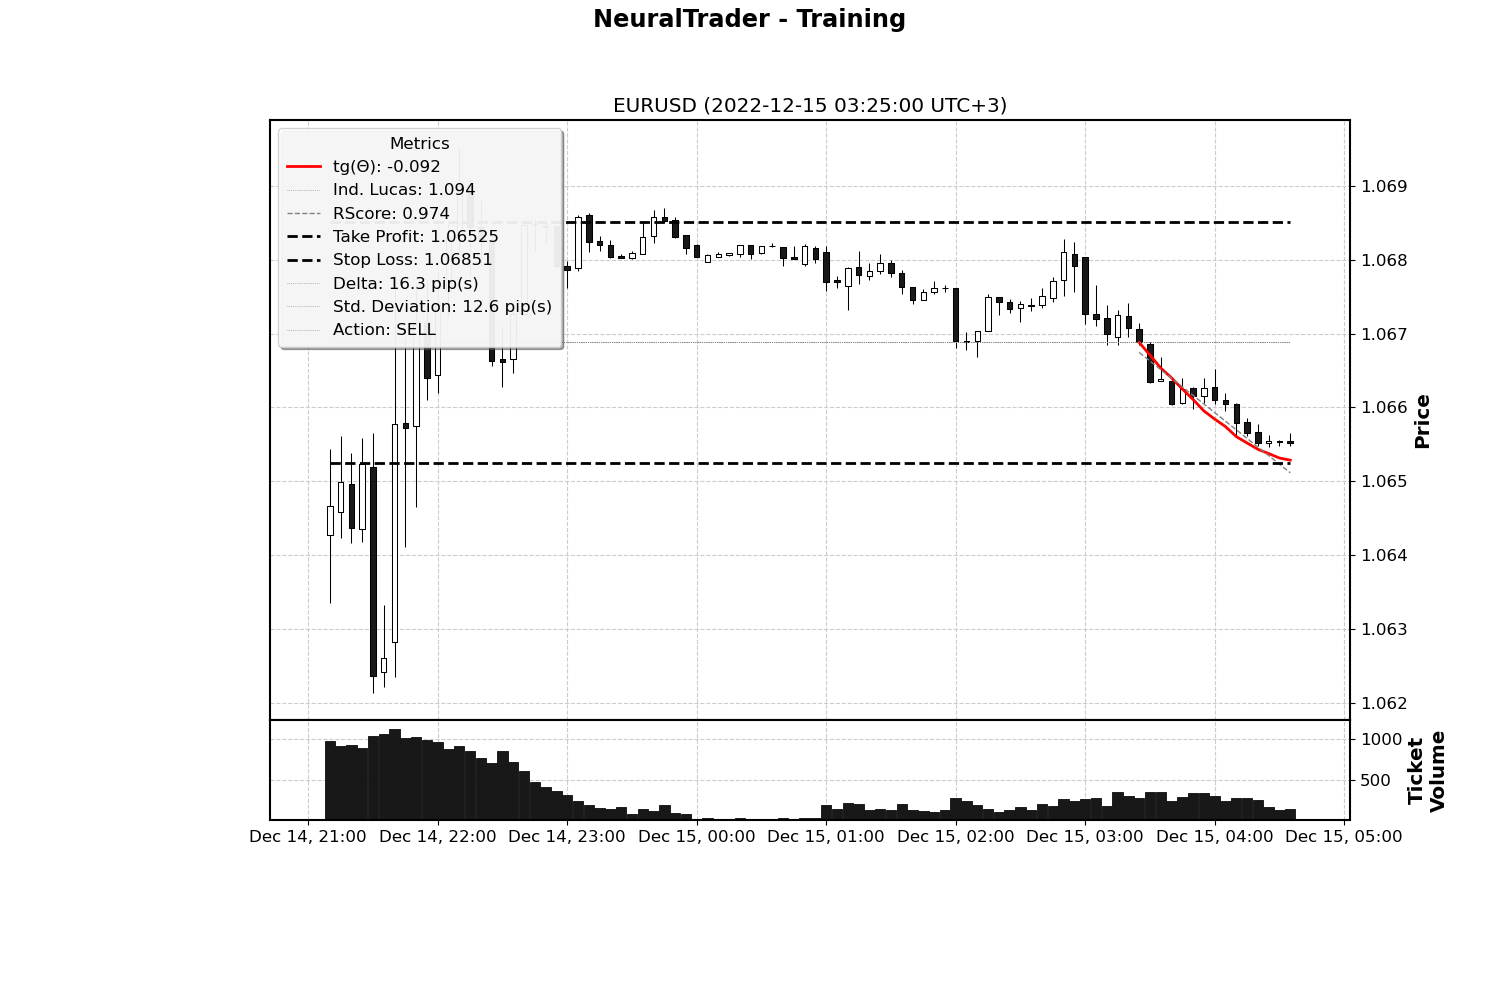 NeuralTrader - Training
EURUSD (2022-12-15 03:25:00 UTC+3)
Metrics
tg(Θ): -0.092
Ind. Lucas: 1.094
RScore: 0.974
Take Profit: 1.06525
Stop Loss: 1.06851
Delta: 16.3 pip(s)
Std. Deviation: 12.6 pip(s)
Action: SELL
1.069
1.068
1.067
1.066
1.065
1.064
1.063
1.062
Price
1000
500
Ticket
Volume
Dec 14, 21:00
Dec 14, 22:00
Dec 14, 23:00
Dec 15, 00:00
Dec 15, 01:00
Dec 15, 02:00
Dec 15, 03:00
Dec 15, 04:00
Dec 15, 05:00